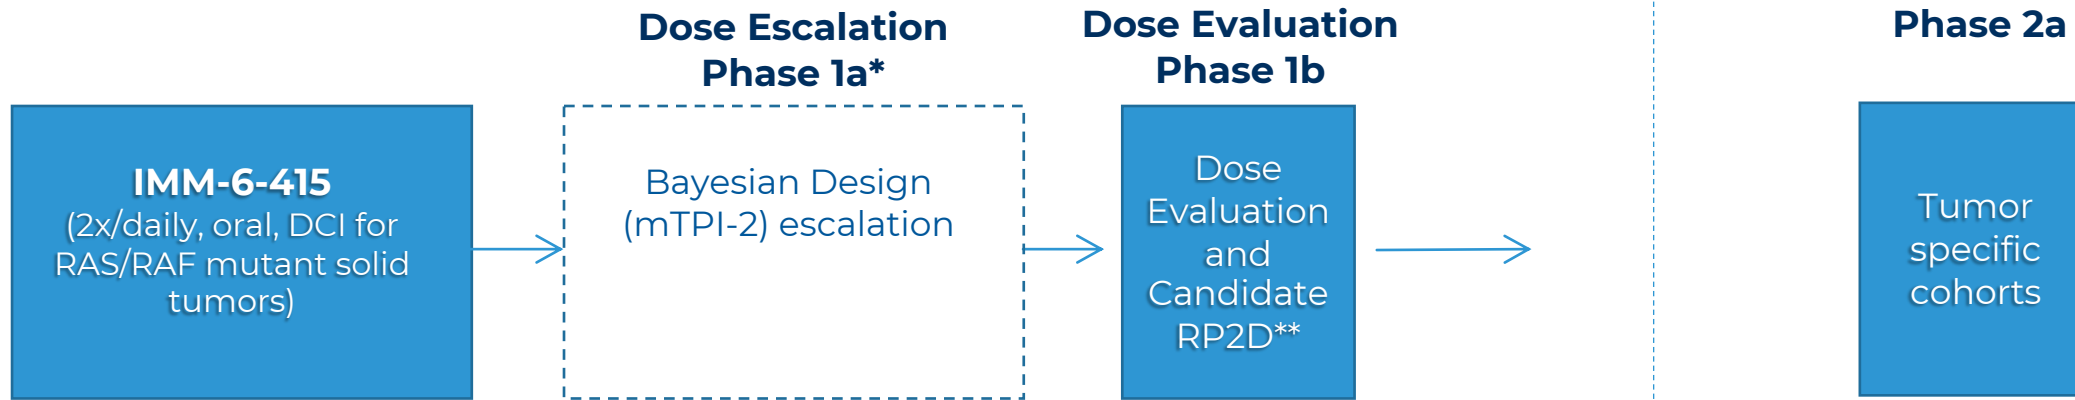 Dose Escalation
Phase 1a*
Dose Evaluation
Phase 1b
Phase 2a
IMM-6-415
(2x/daily, oral, DCI for
RAS/RAF mutant solid
tumors)
Bayesian Design
(mTPI-2) escalation
Dose
Evaluation
and
Candidate
RP2D**
Tumor
specific
cohorts